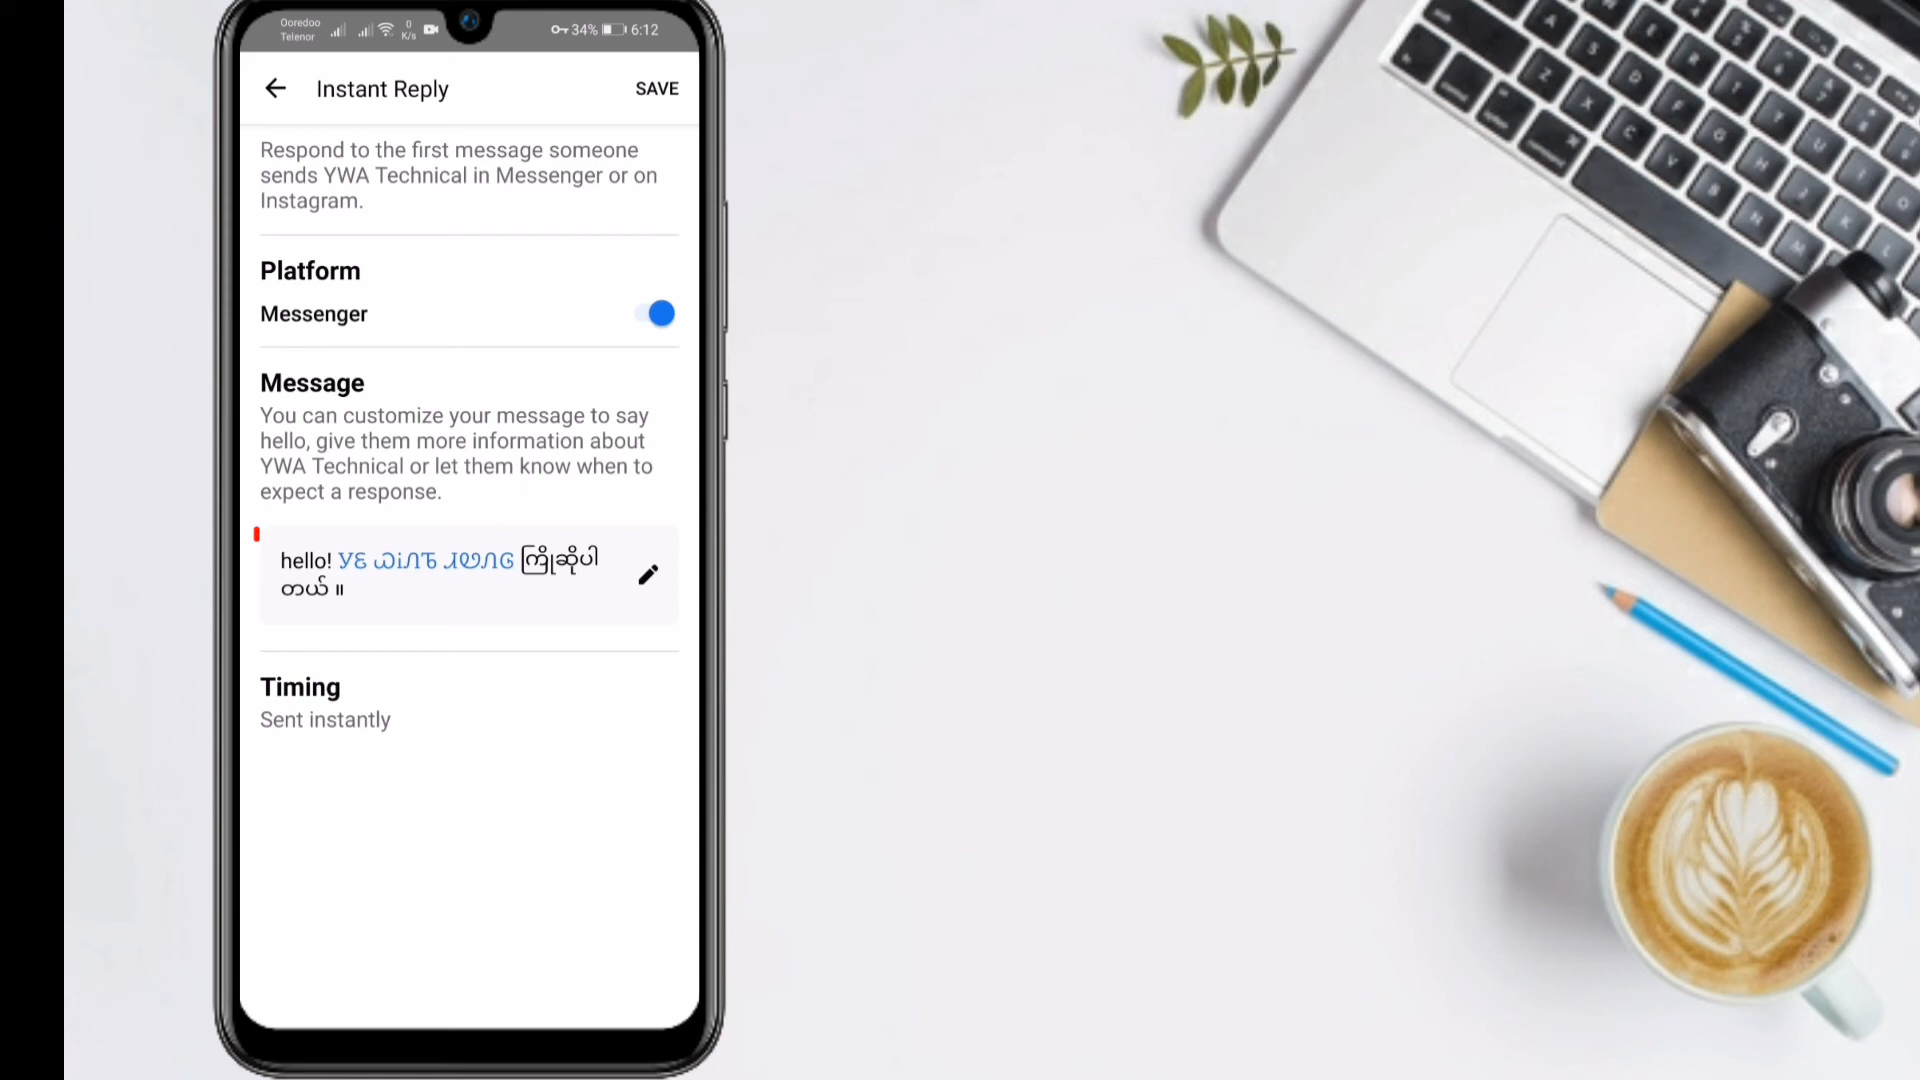 Ooredoo
Telenor
0
K/s
34%
6:12
Instant Reply
SAVE
Respond to the first message someone
sends YWA Technical in Messenger or on
Instagram.
Platform
Messenger
Message
You can customize your message to say
hello, give them more information about
YWA Technical or let them know when to
expect a response.
hello! ကြိုဆိုပါ
တယ် ။
Timing
Sent instantly